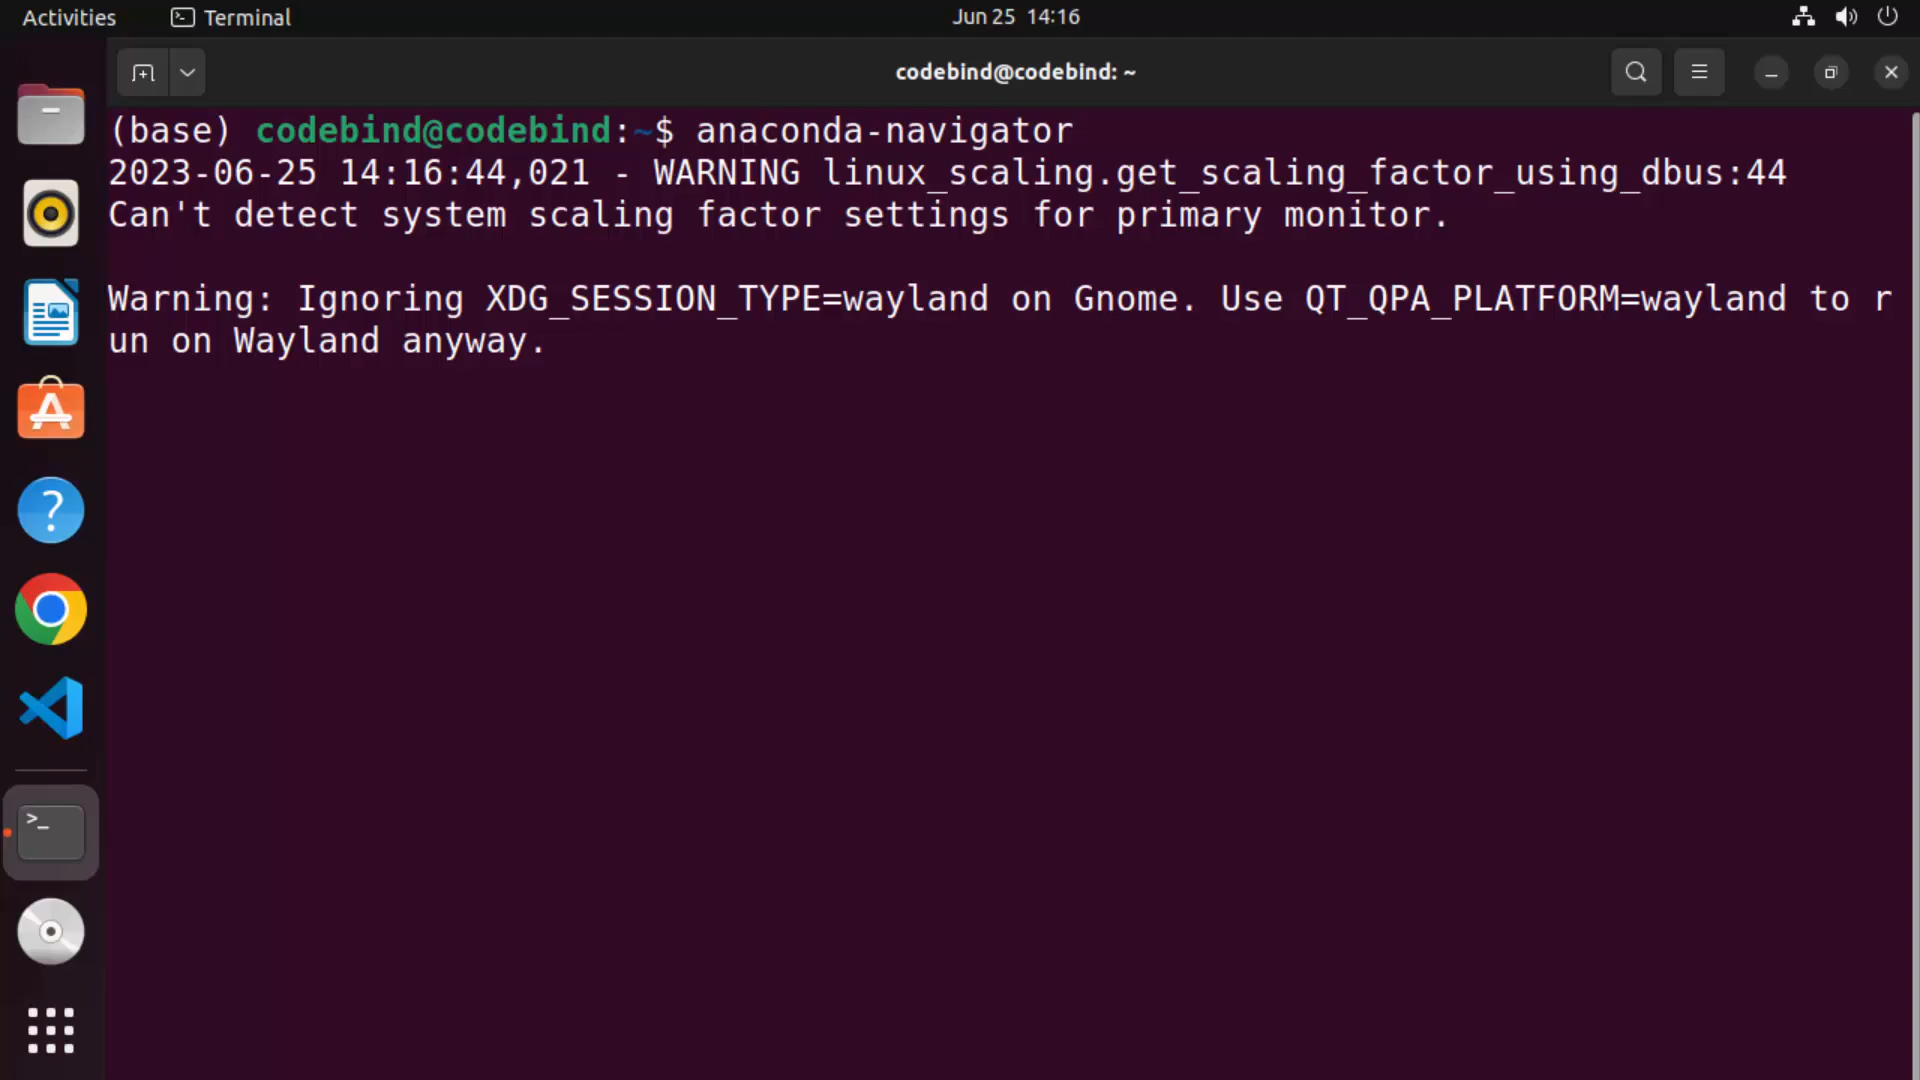 Activities Terminal Jun 25 14:16
codebind@codebind: ~
(base) codebind@codebind:~$ anaconda-navigator
2023-06-25 14:16:44,021 - WARNING linux_scaling.get_scaling_factor_using_dbus:44
Can't detect system scaling factor settings for primary monitor.
Warning: Ignoring XDG_SESSION_TYPE=wayland on Gnome. Use QT_QPA_PLATFORM=wayland to r
un on Wayland anyway.